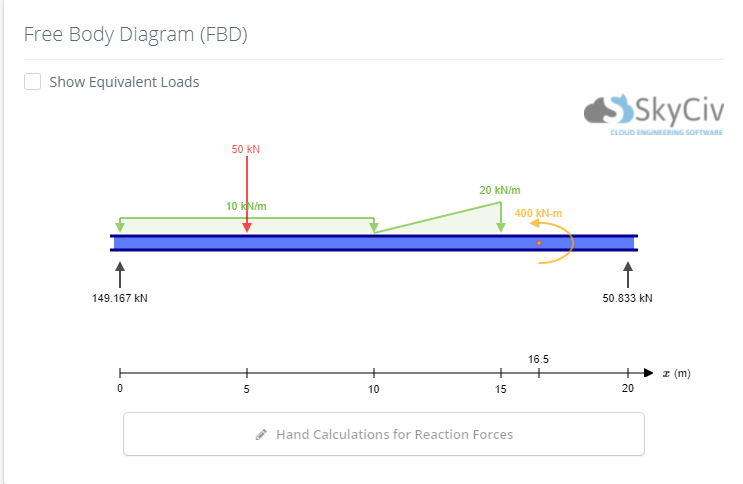 Free Body Diagram (FBD)
Show Equivalent Loads
SkyCiv
CLOUD ENGINEERING SOFTWARE
50 kN
20 kN/m
10 kN/m
400 kN-m
149.167 kN
50.833 kN
16.5
x (m)
0 5 10 15 20
Hand Calculations for Reaction Forces